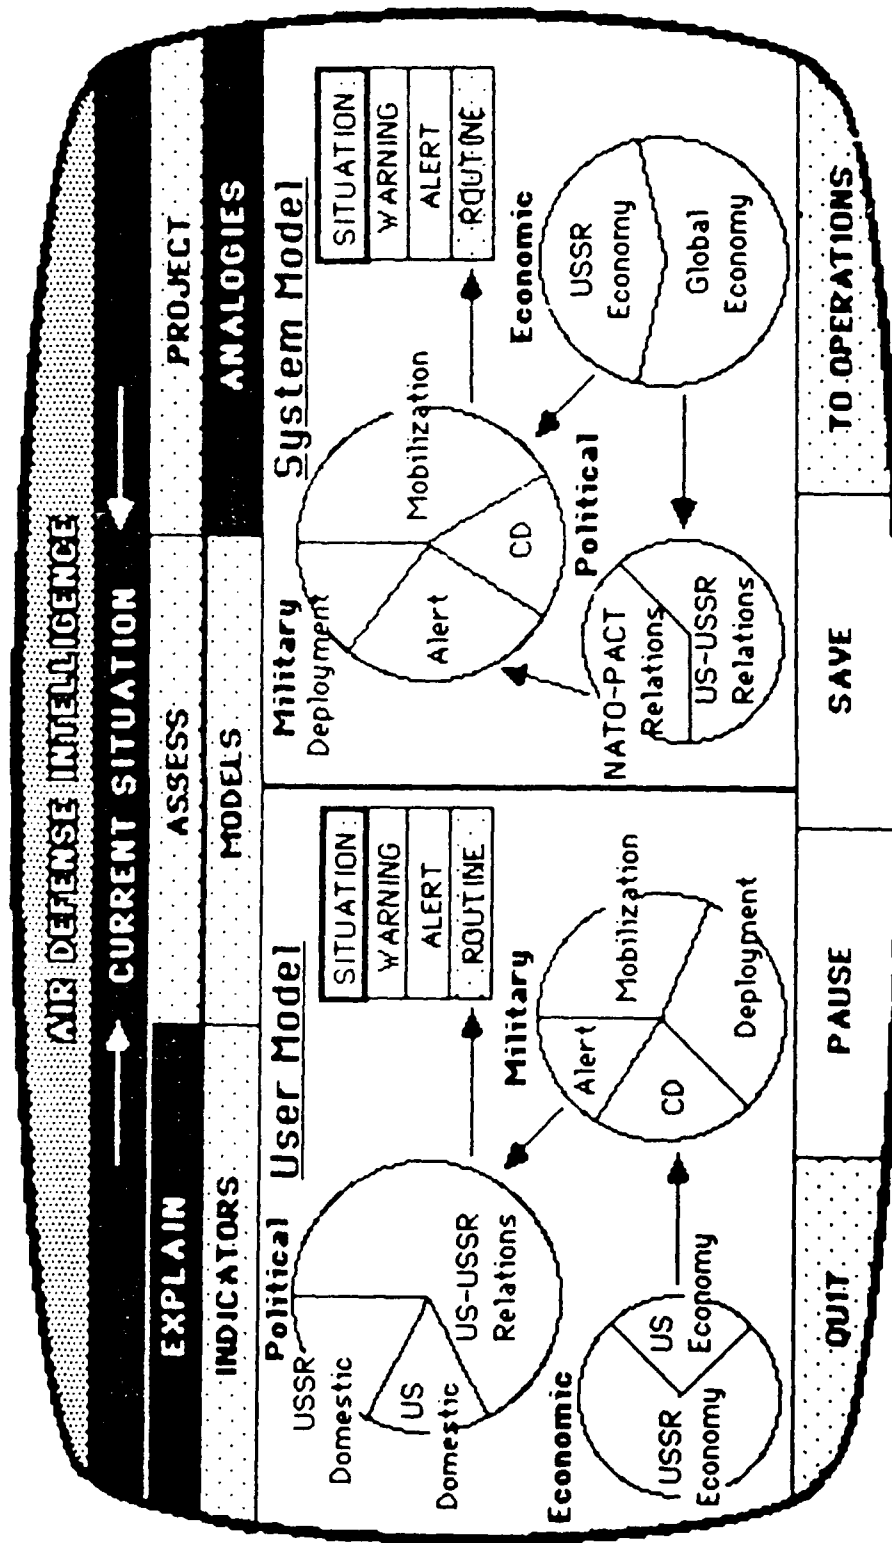 AIR DEFENSE INTELLIGENCE
CURRENT SITUATION
EXPLAIN
ASSESS
PROJECT
INDICATORS
MODELS
ANALOGIES
User Model
Political
USSR
Domestic
US
Domestic
US-USSR
Relations
SITUATION
WARNING
ALERT
ROUTINE
Economic
USSR
Economy
US
Economy
Military
Alert
Mobilization
CD
Deployment
System Model
Military
Deployment
Mobilization
Alert
CD
SITUATION
WARNING
ALERT
ROUTINE
Political
NATO-PACT
Relations
US-USSR
Relations
Economic
USSR
Economy
Global
Economy
QUIT
PAUSE
SAVE
TO OPERATIONS